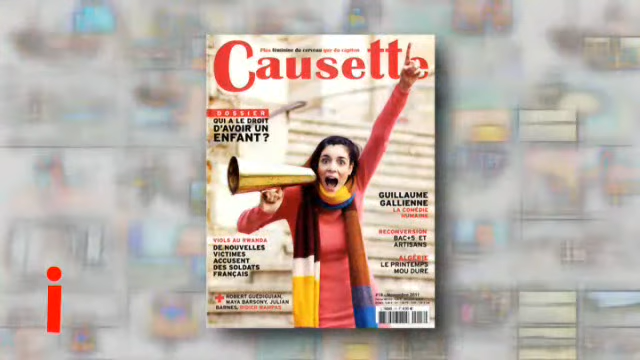 Plus féminine du cerveau que du capiton
Causette
DOSSIER
QUI A LE DROIT
D'AVOIR UN
ENFANT ?
GUILLAUME
GALLIENNE
LA COMÉDIE
HUMAINE
RECONVERSION
BAC+5 ET
ARTISANS
VIOLS AU RWANDA
DE NOUVELLES
VICTIMES
ACCUSENT
DES SOLDATS
FRANÇAIS
ALGÉRIE
LE PRINTEMPS
MOU DURE
ROBERT GUÉDIGUIAN,
MAYA BARSONY, JULIAN
BARNES,
i